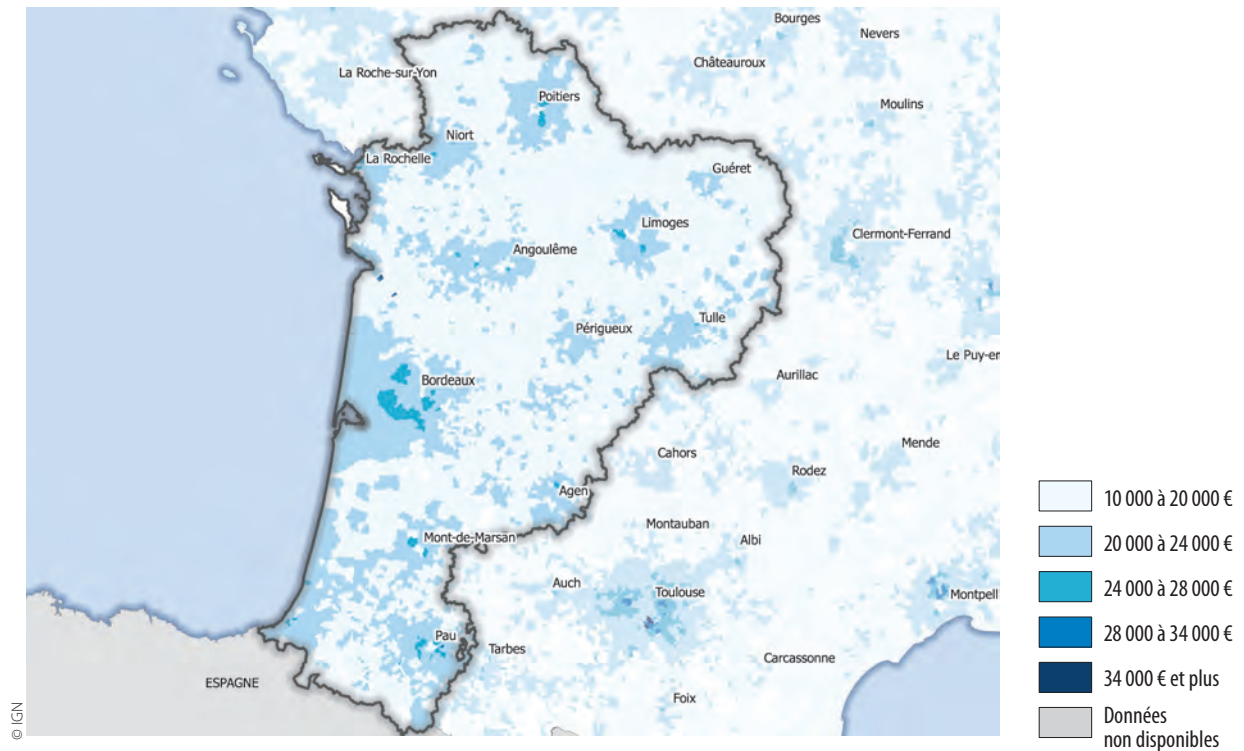 Bourges
Nevers
Châteauroux
La Roche-sur-Yon
Poitiers
Moulins
Niort
La Rochelle
Guéret
Limoges
Clermont-Ferrand
Angoulême
Tulle
Périgueux
Le Puy-er
Aurillac
Bordeaux
Mende
Cahors
Rodez
Agen
Montauban
Mont-de-Marsan
Albi
Auch
Toulouse
Montpell
Pau
Tarbes
Carcassonne
ESPAGNE
Foix
© IGN
10 000 à 20 000 €
20 000 à 24 000 €
24 000 à 28 000 €
28 000 à 34 000 €
34 000 € et plus
Données
non disponibles